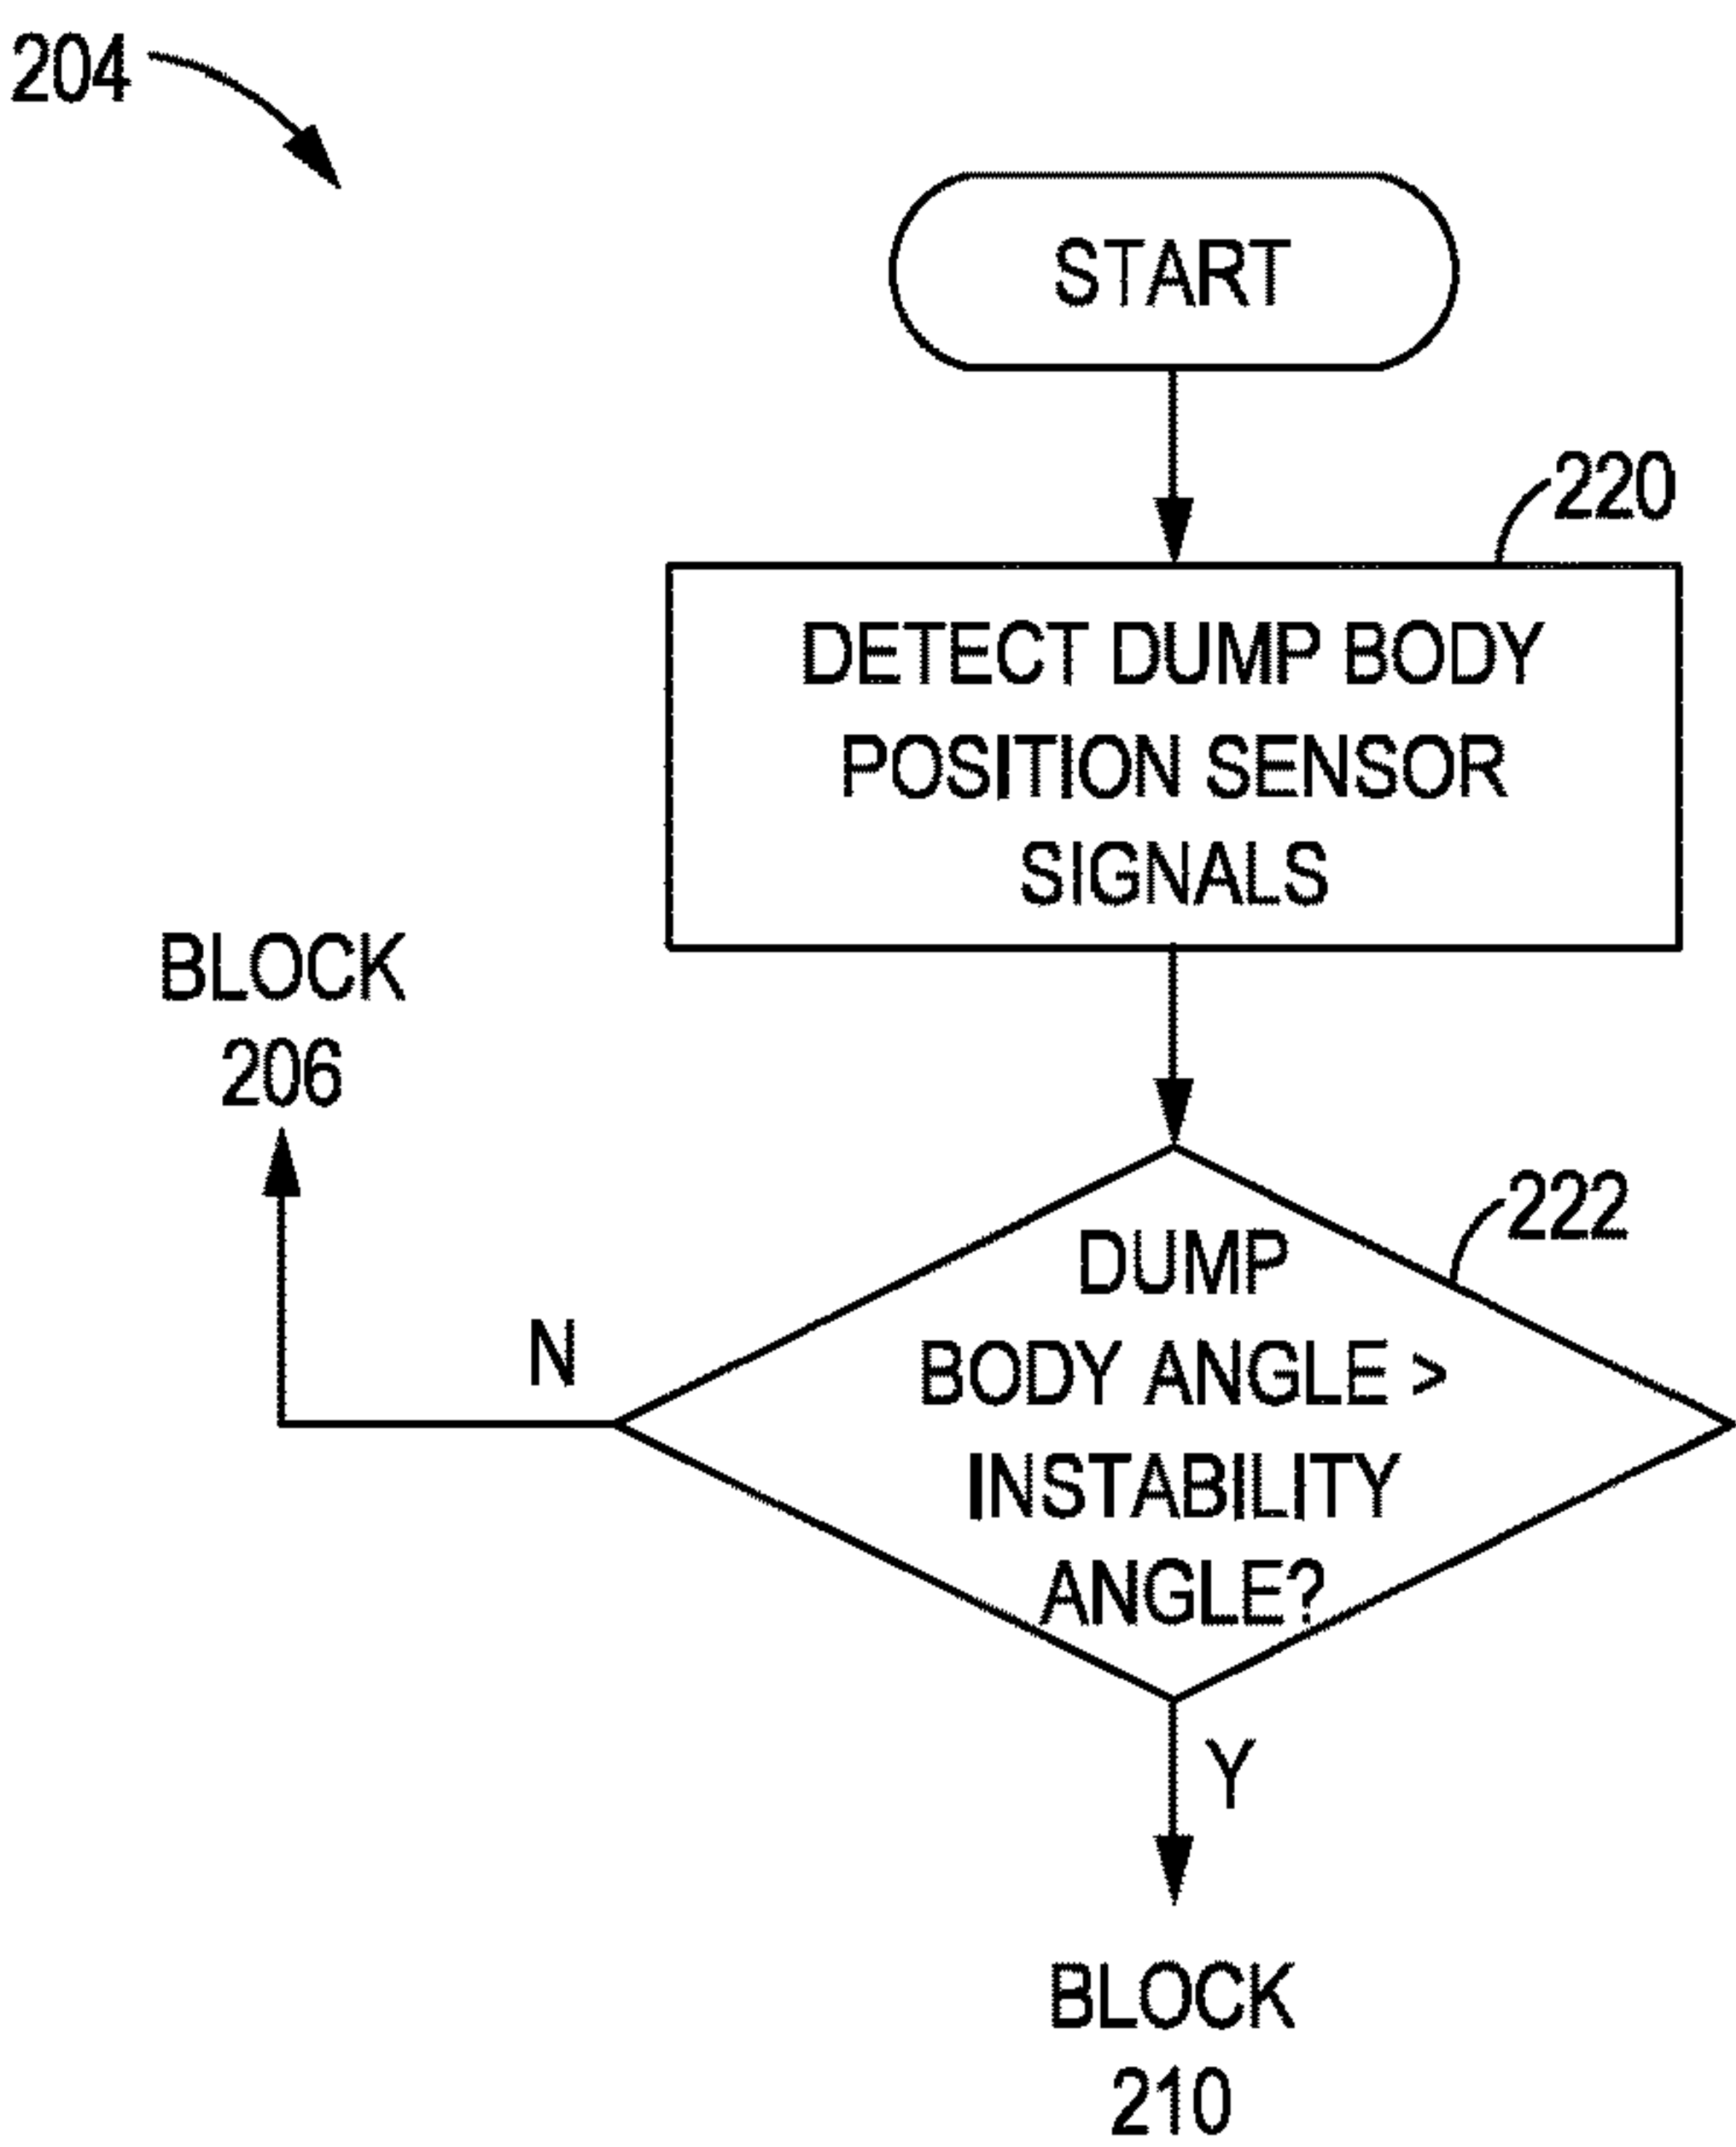 204
START
220
DETECT DUMP BODY
POSITION SENSOR
SIGNALS
BLOCK
206
222
DUMP
BODY ANGLE >
INSTABILITY
ANGLE?
N
Y
BLOCK
210